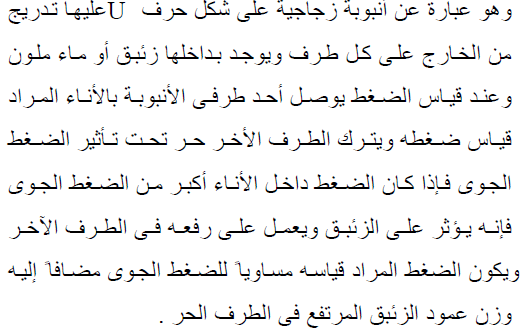 وهو عبارة عن أنبوبة زجاجية على شكل حرف U عليها تدريج
من الخارج على كل طرف ويوجد بداخلها زئبق أو ماء ملون
وعند قياس الضغط يوصل أحد طرفى الأنبوبة بالأناء المراد
قياس ضغطه ويترك الطرف الأخر حر تحت تأثير الضغط
الجوى فإذا كان الضغط داخل الأناء أكبر من الضغط الجوى
فإنه يؤثر على الزئبق ويعمل على رفعه فى الطرف الآخر
ويكون الضغط المراد قياسه مساوياً للضغط الجوى مضافاً إليه
وزن عمود الزئبق المرتفع فى الطرف الحر .